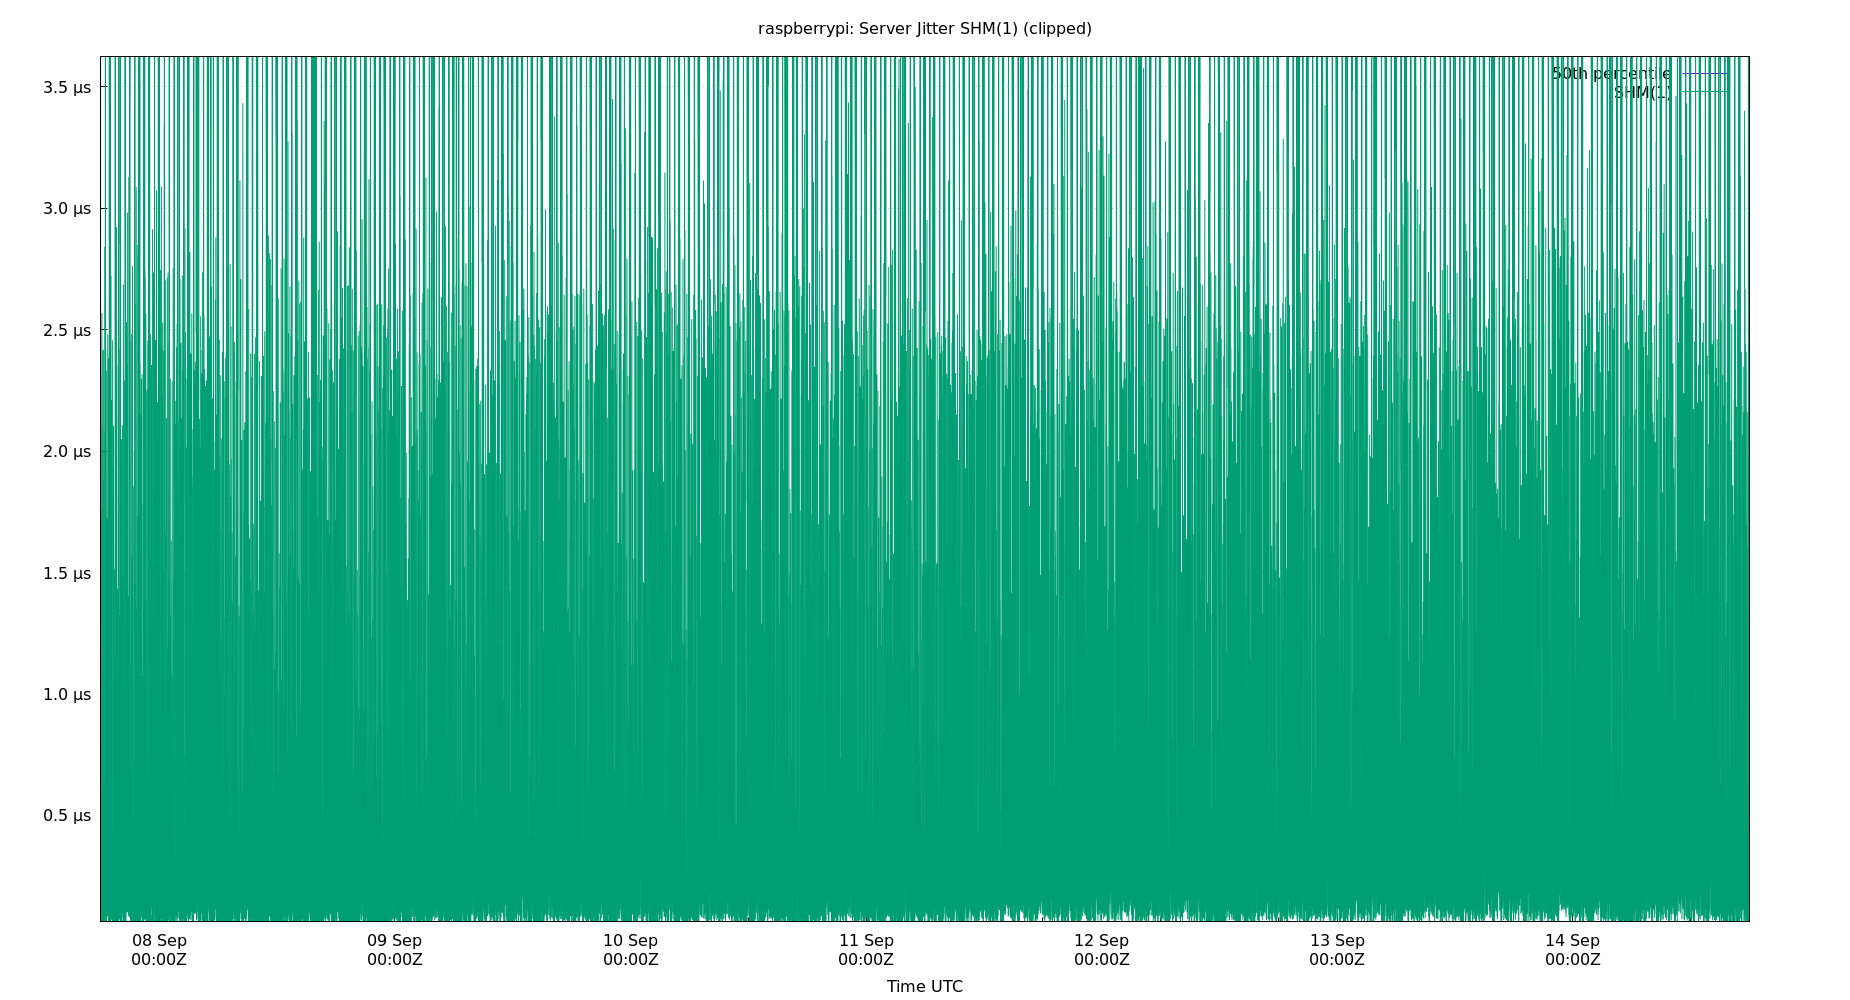 raspberrypi: Server Jitter SHM(1) (clipped)
50th percentile
SHM(1)
3.5 µs
3.0 µs
2.5 µs
2.0 µs
1.5 µs
1.0 µs
0.5 µs
08 Sep 09 Sep 10 Sep 11 Sep 12 Sep 13 Sep 14 Sep
00:00Z 00:00Z 00:00Z 00:00Z 00:00Z 00:00Z 00:00Z
Time UTC